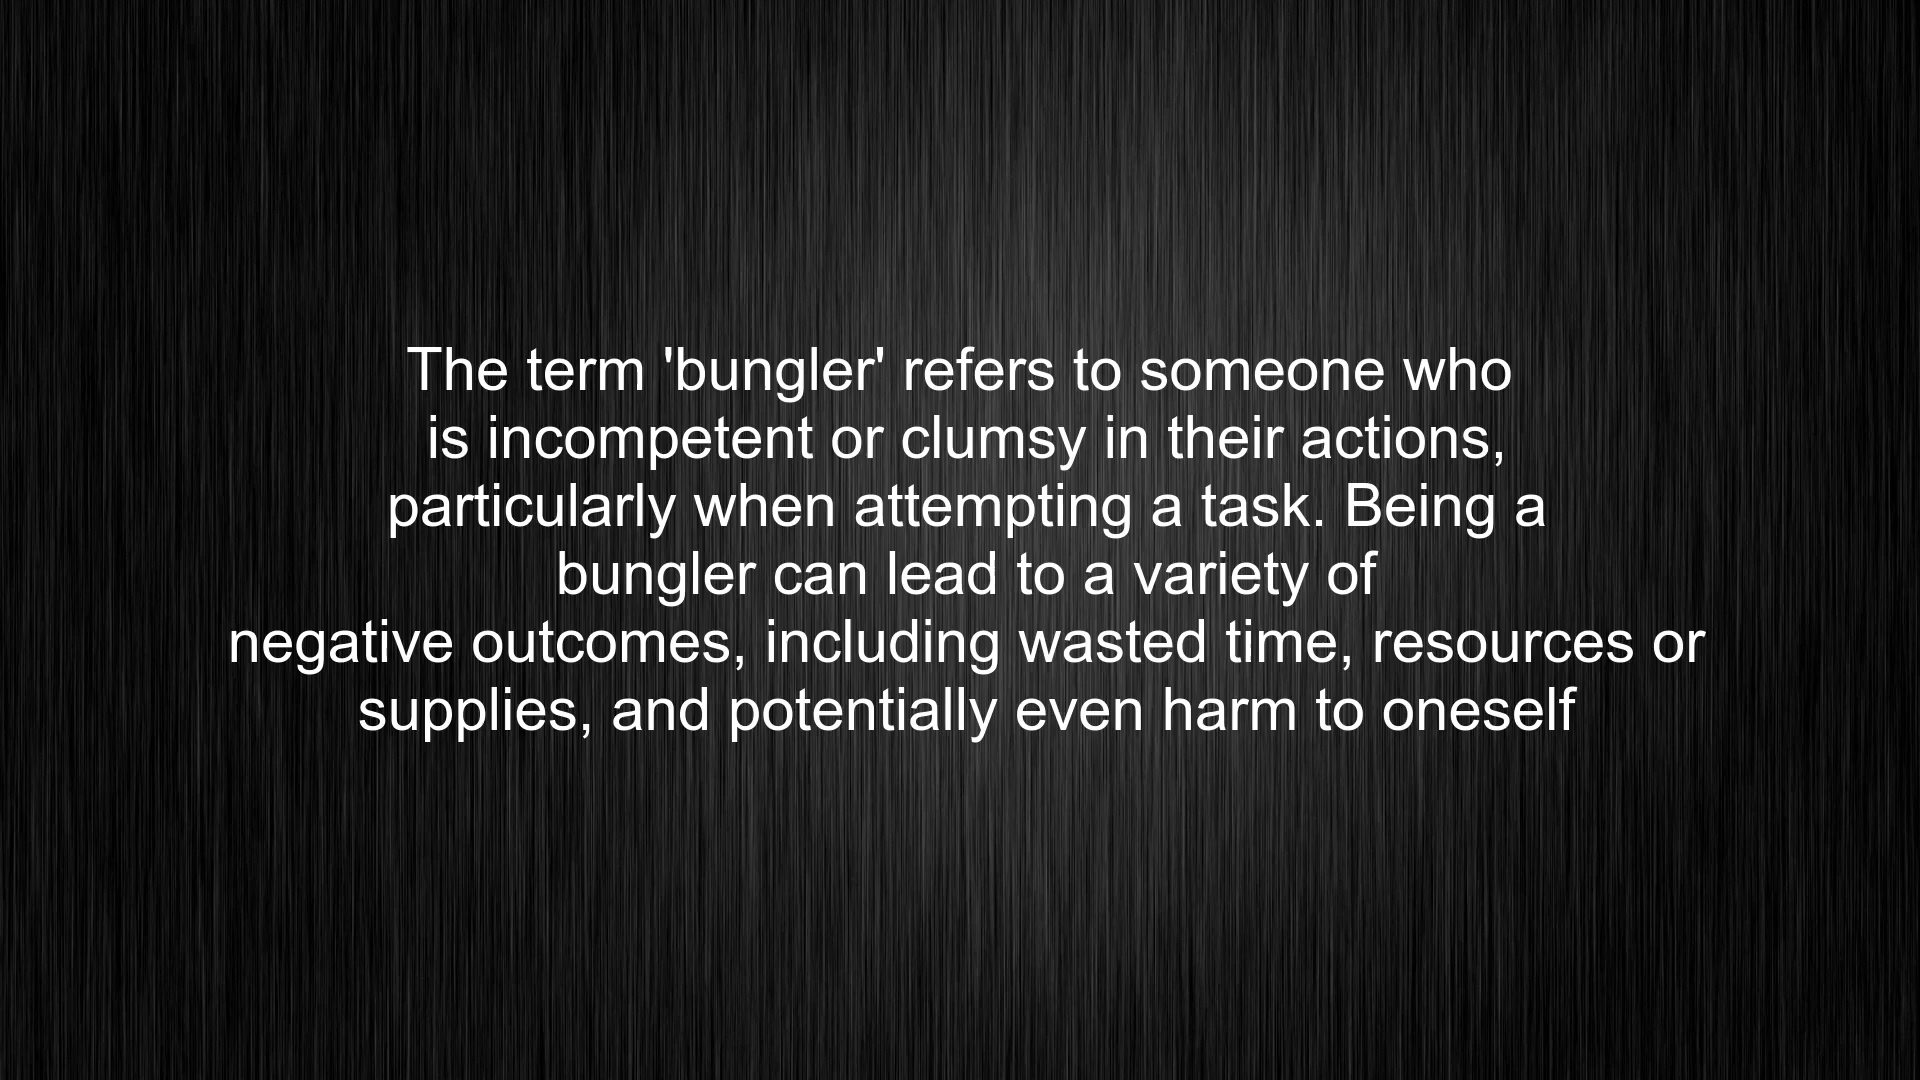 The term 'bungler' refers to someone who
is incompetent or clumsy in their actions,
particularly when attempting a task. Being a
bungler can lead to a variety of
negative outcomes, including wasted time, resources or
supplies, and potentially even harm to oneself